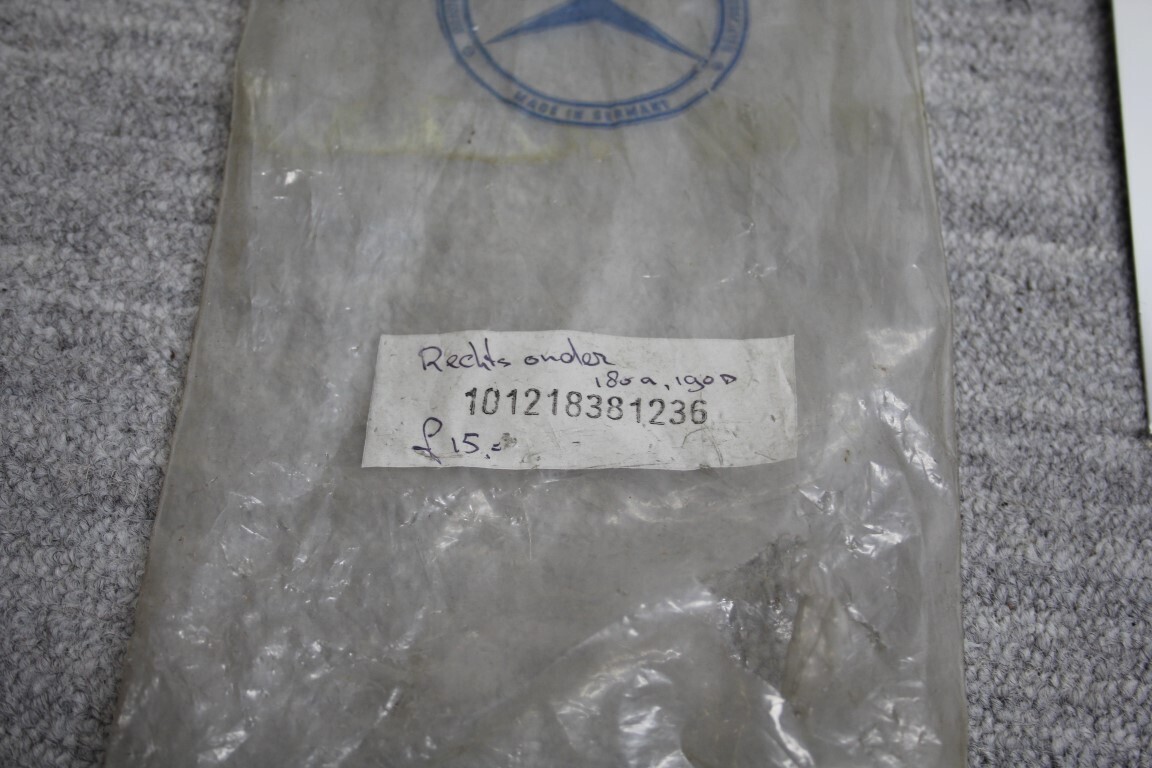 MADE IN GERMANY
Rechts onder
180a, 190D
101218381236
£ 15,=